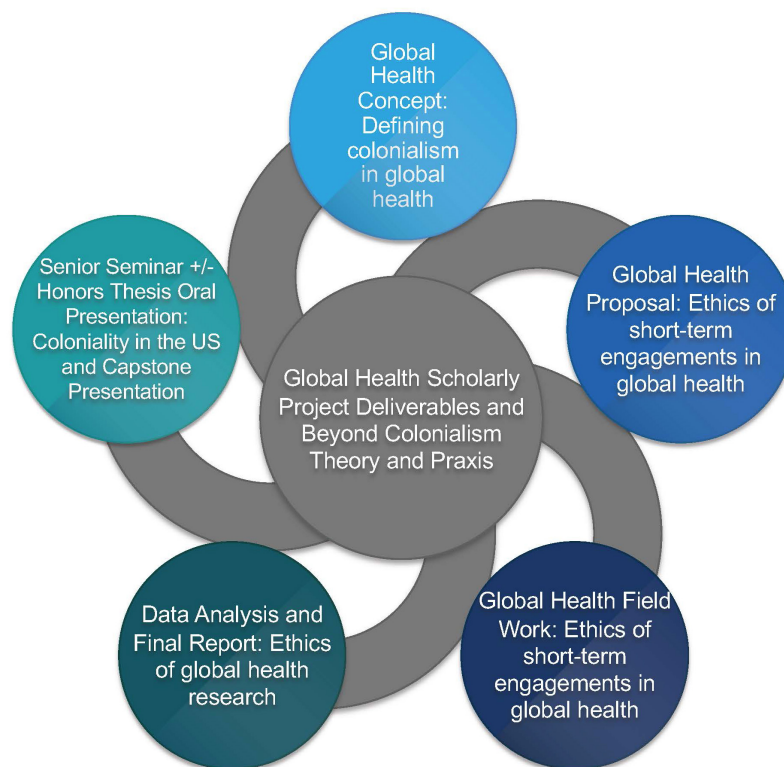 Global
Health
Concept:
Defining
colonialism
in global
health
Global Health
Proposal: Ethics of
short-term
engagements in
global health
Global Health Field
Work: Ethics of
short-term
engagements in
global health
Data Analysis and
Final Report: Ethics
of global health
research
Senior Seminar +/-
Honors Thesis Oral
Presentation:
Coloniality in the US
and Capstone
Presentation
Global Health Scholarly
Project Deliverables and
Beyond Colonialism
Theory and Praxis